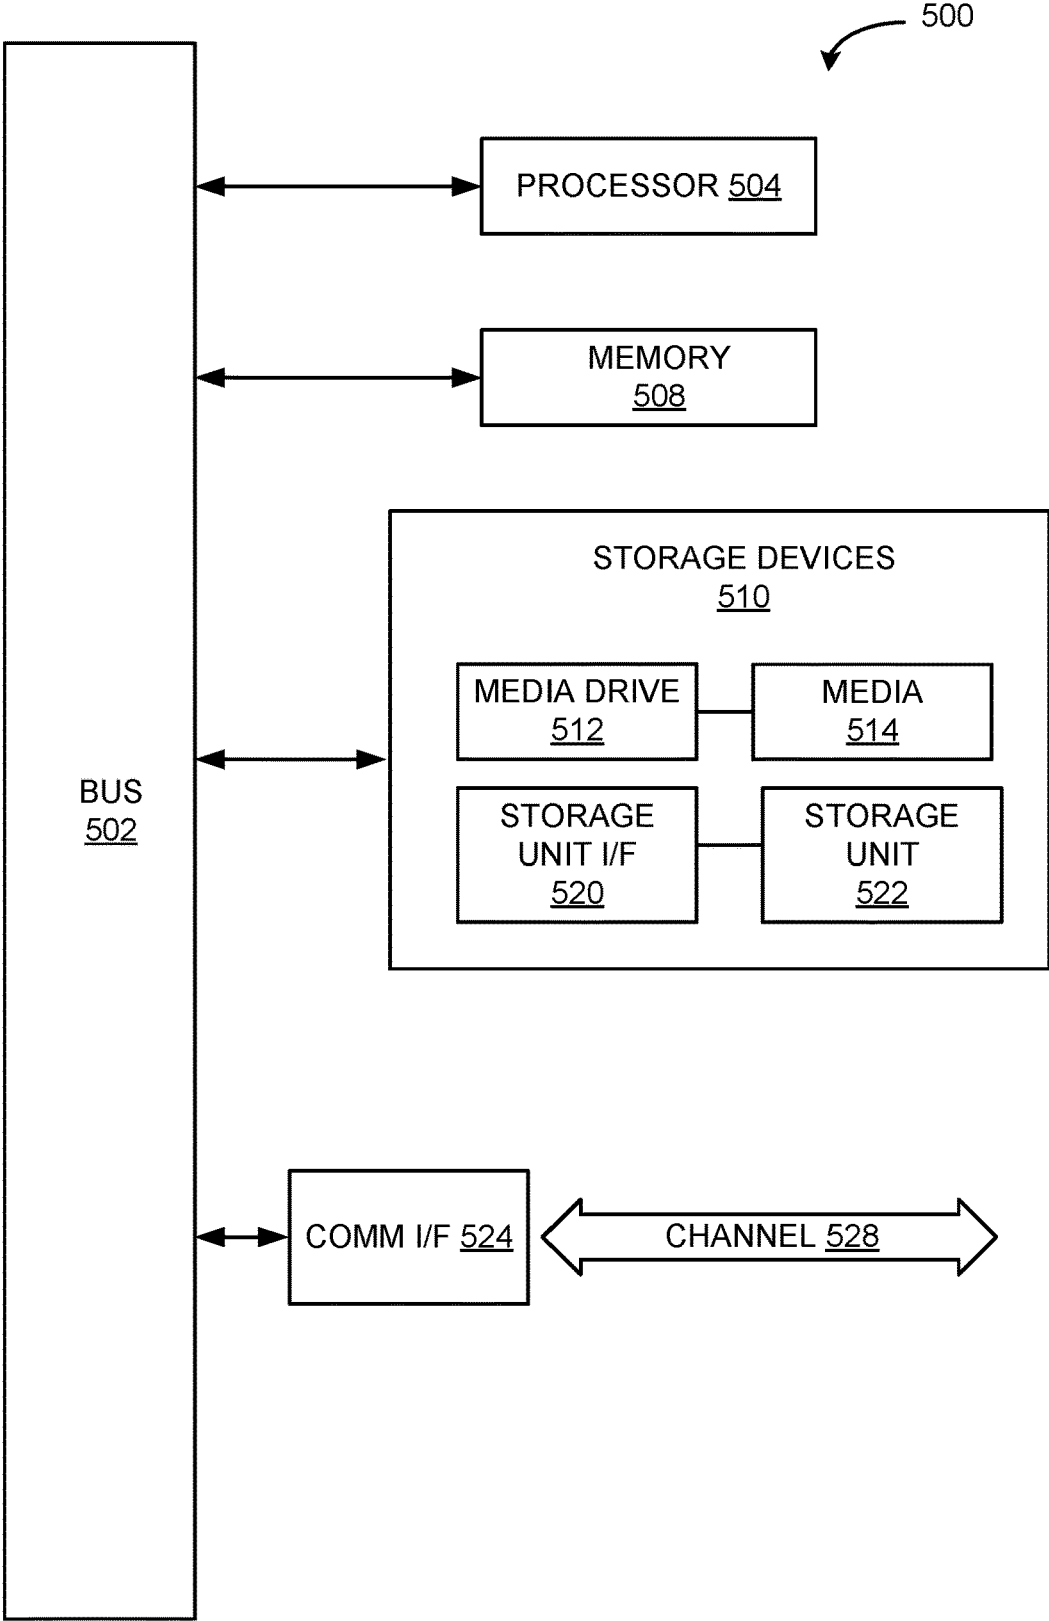 500
PROCESSOR 504
MEMORY
508
STORAGE DEVICES
510
MEDIA DRIVE
512
MEDIA
514
BUS
502
STORAGE
UNIT I/F
520
STORAGE
UNIT
522
COMM I/F 524
CHANNEL 528